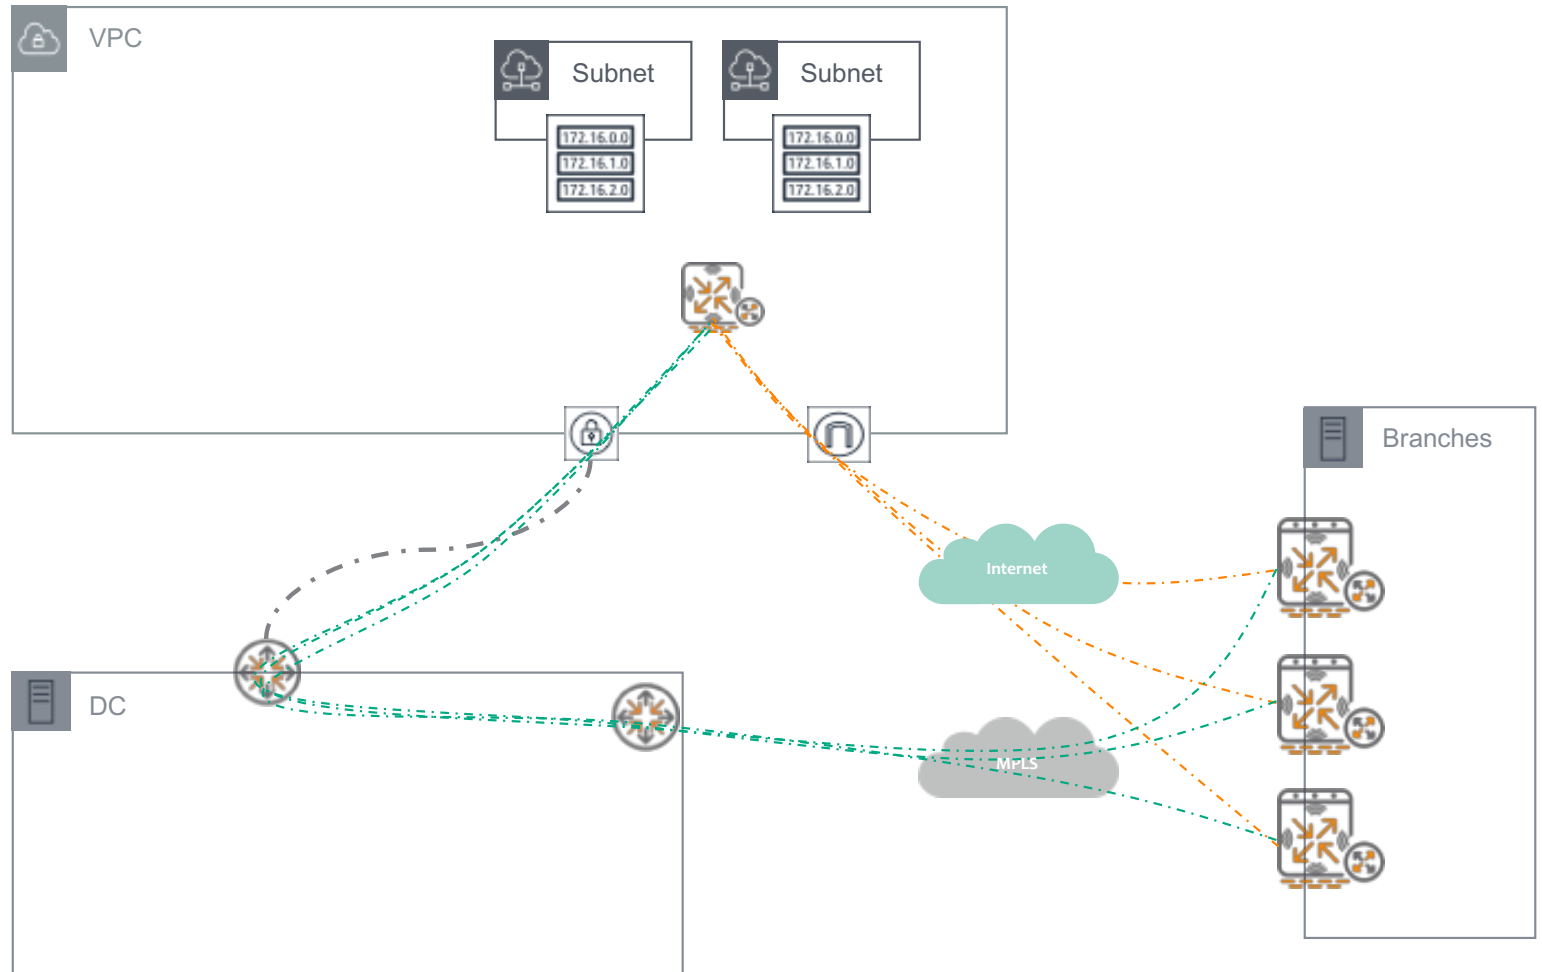 VPC
Subnet
Subnet
172.16.0.0
172.16.1.0
172.16.2.0
172.16.0.0
172.16.1.0
172.16.2.0
Branches
Internet
DC
MPLS